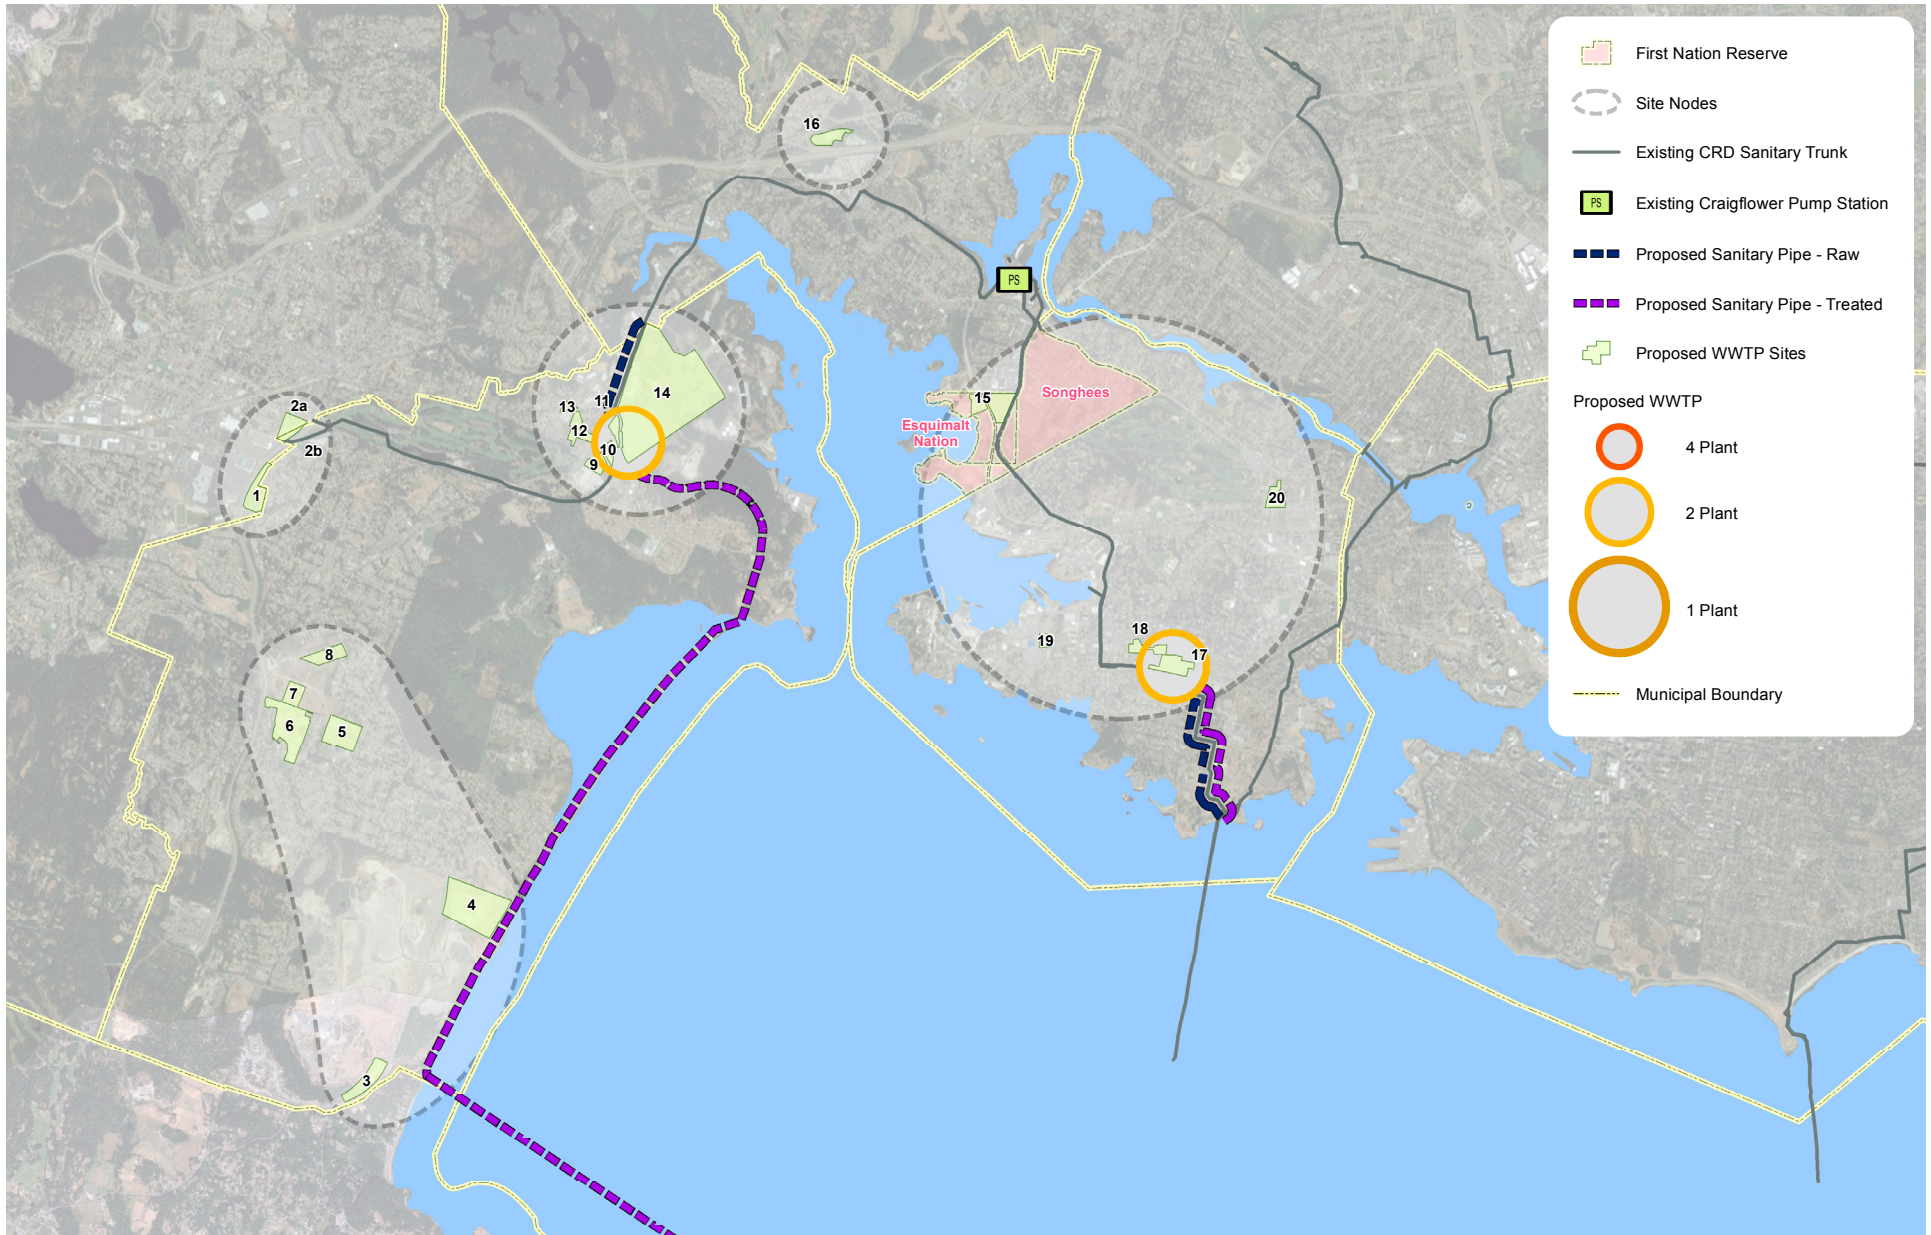 First Nation Reserve
Site Nodes
Existing CRD Sanitary Trunk
PS
Existing Craigflower Pump Station
Proposed Sanitary Pipe - Raw
Proposed Sanitary Pipe - Treated
Proposed WWTP Sites
Proposed WWTP
4 Plant
2 Plant
1 Plant
Municipal Boundary
16
PS
14
11
13
12
10
9
2a
2b
1
15
Songhees
Esquimalt
Nation
20
19
18
17
8
7
6
5
4
3